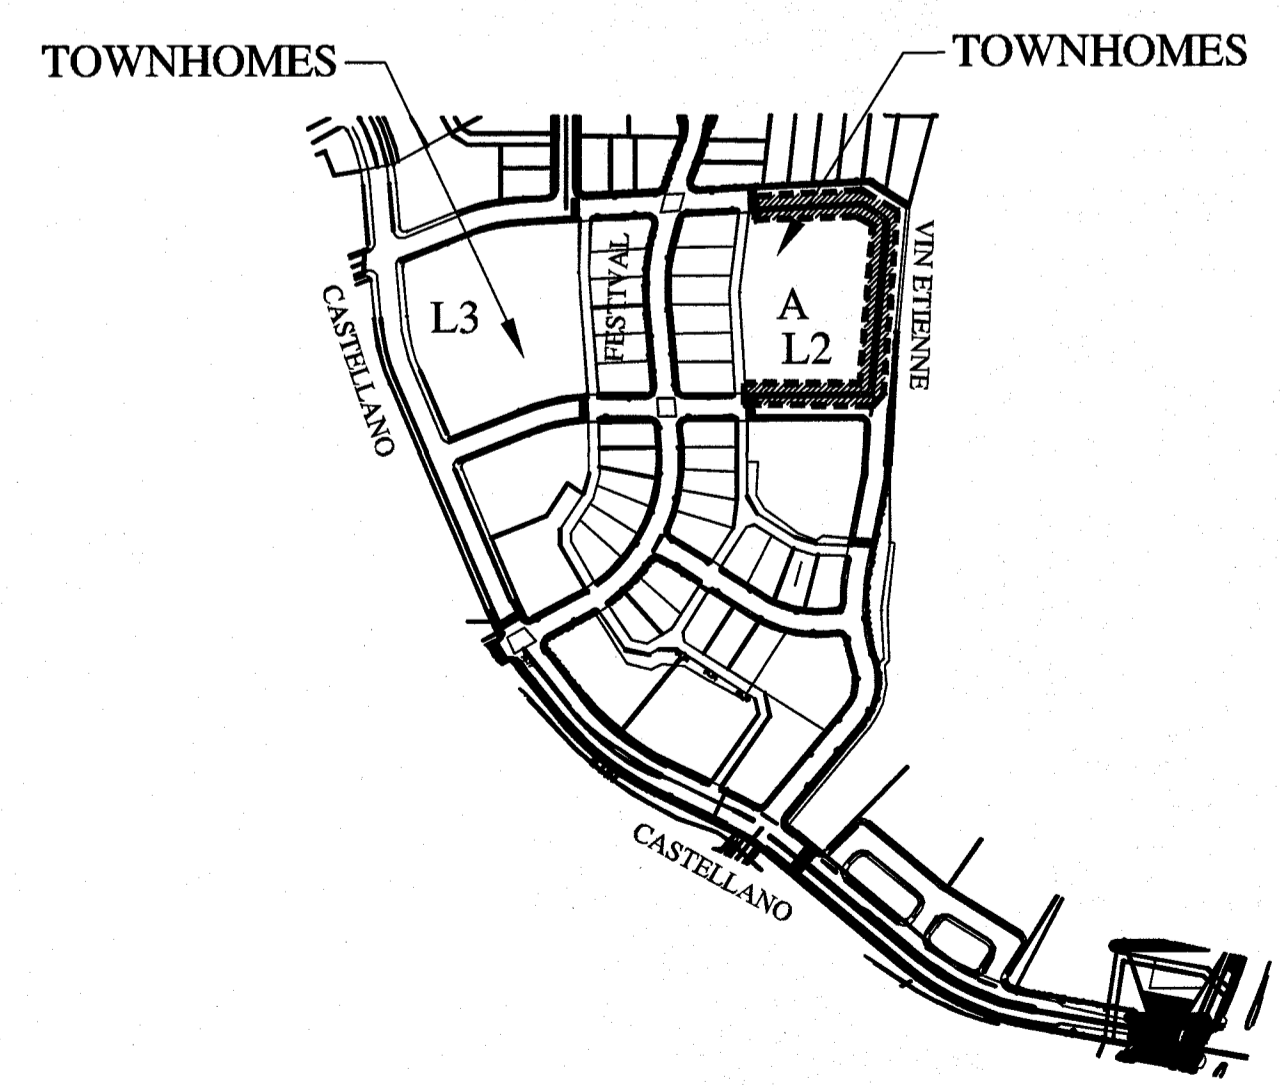 TOWNHOMES
TOWNHOMES
VIN ETIENNE
FESTIVAL
CASTELLANO
L3
A
L2
CASTELLANO